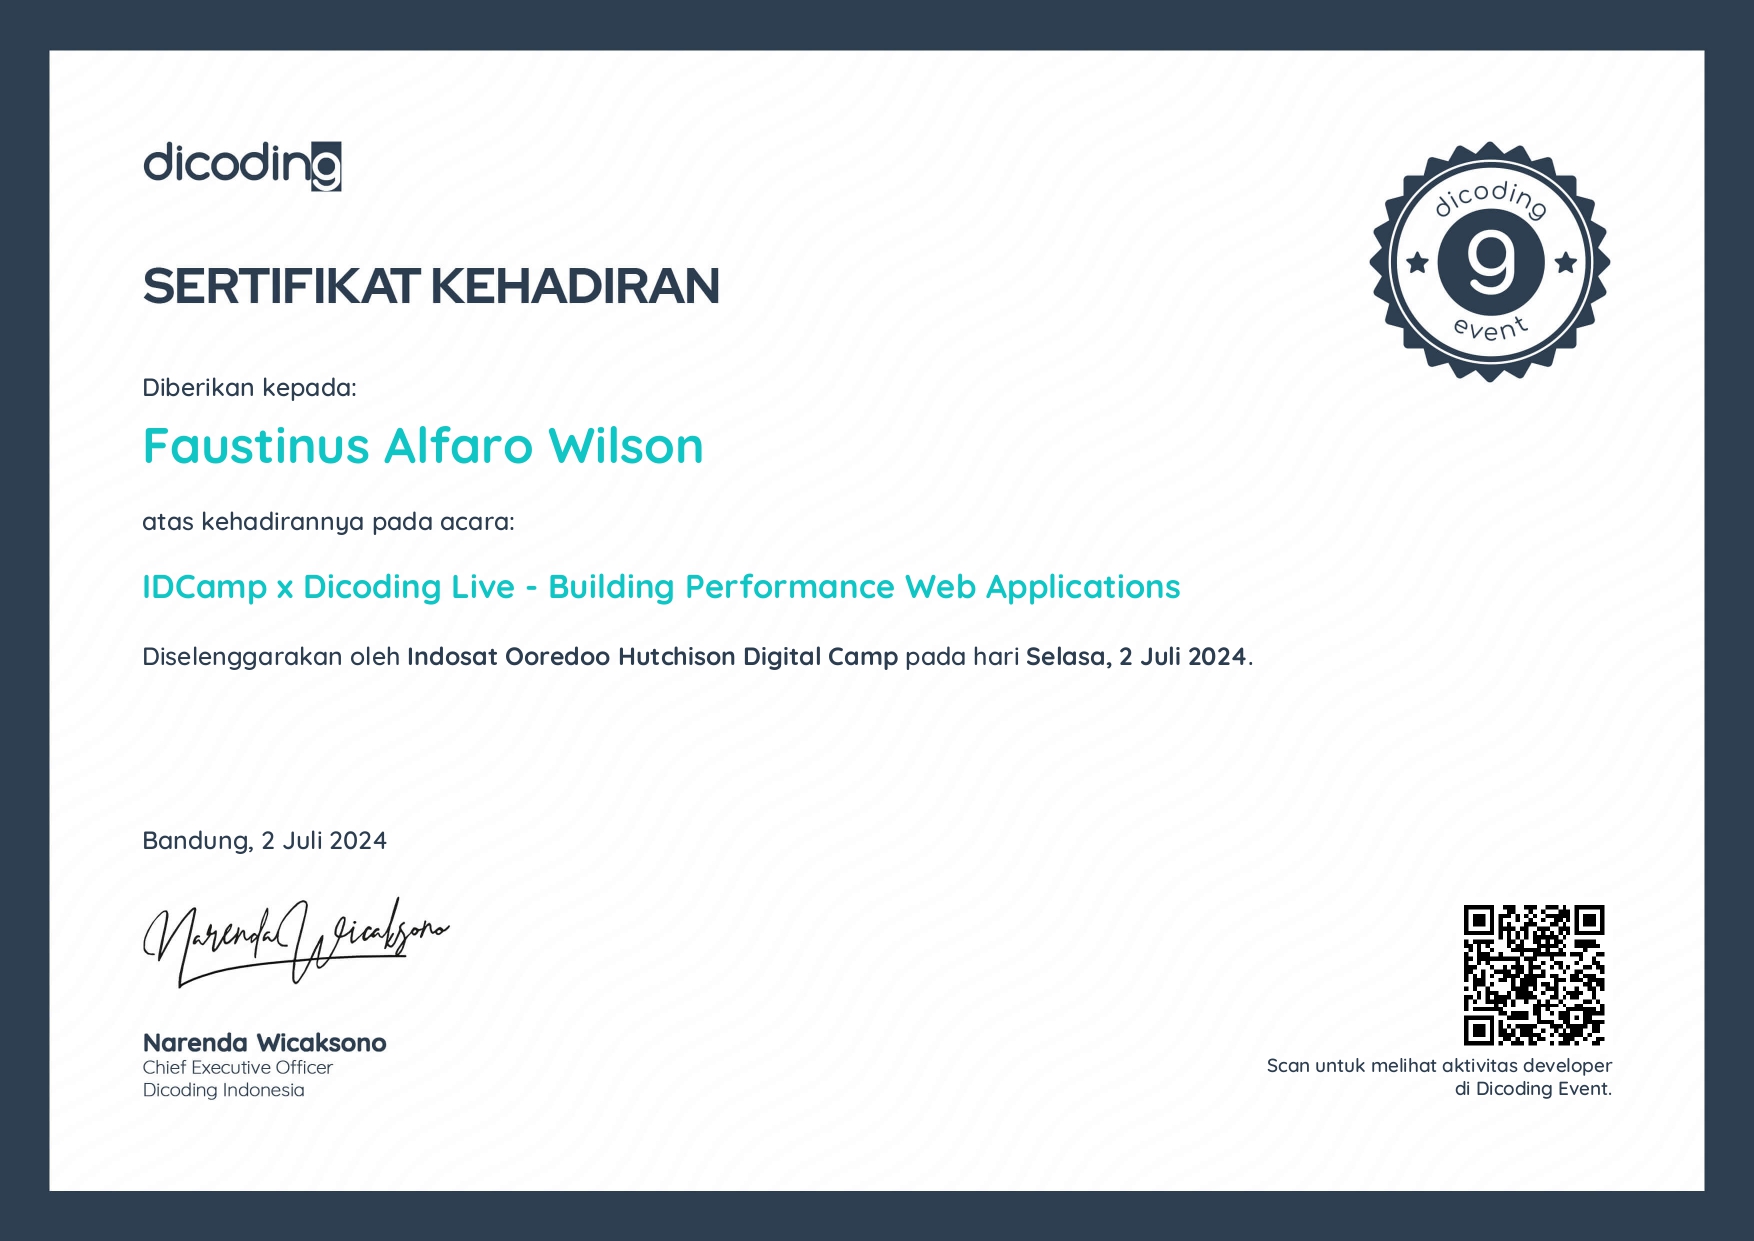 dicoding
SERTIFIKAT KEHADIRAN
dicoding
g
event
Diberikan kepada:
Faustinus Alfaro Wilson
atas kehadirannya pada acara:
IDCamp x Dicoding Live - Building Performance Web Applications
Diselenggarakan oleh Indosat Ooredoo Hutchison Digital Camp pada hari Selasa, 2 Juli 2024.
Bandung, 2 Juli 2024
Narenda Wicaksono
Narenda Wicaksono
Chief Executive Officer
Dicoding Indonesia
Scan untuk melihat aktivitas developer
di Dicoding Event.